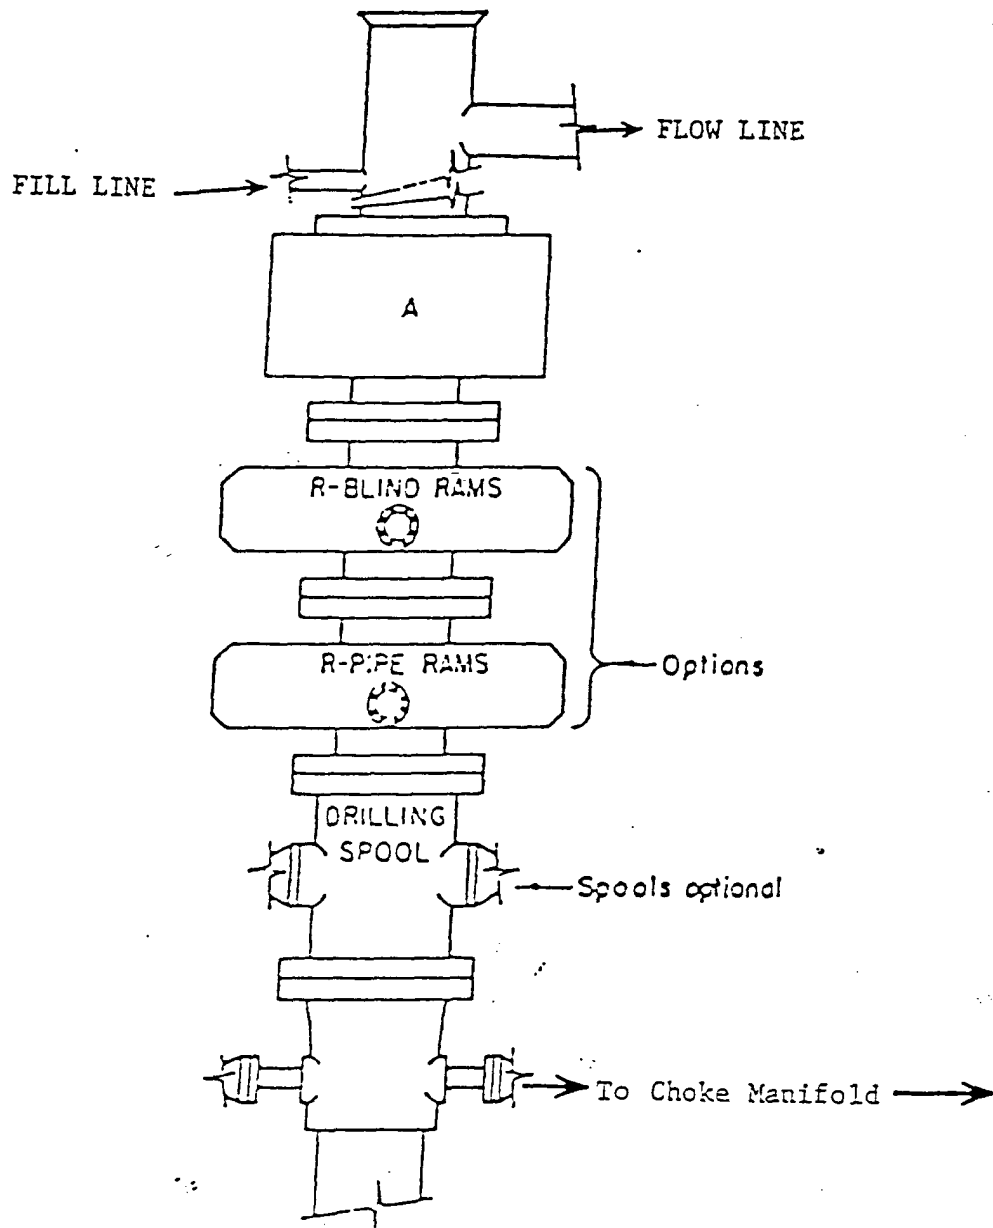 FLOW LINE
FILL LINE
A
R-BLIND RAMS
R-PIPE RAMS
Options
DRILLING
SPOOL
Spools optional
To Choke Manifold